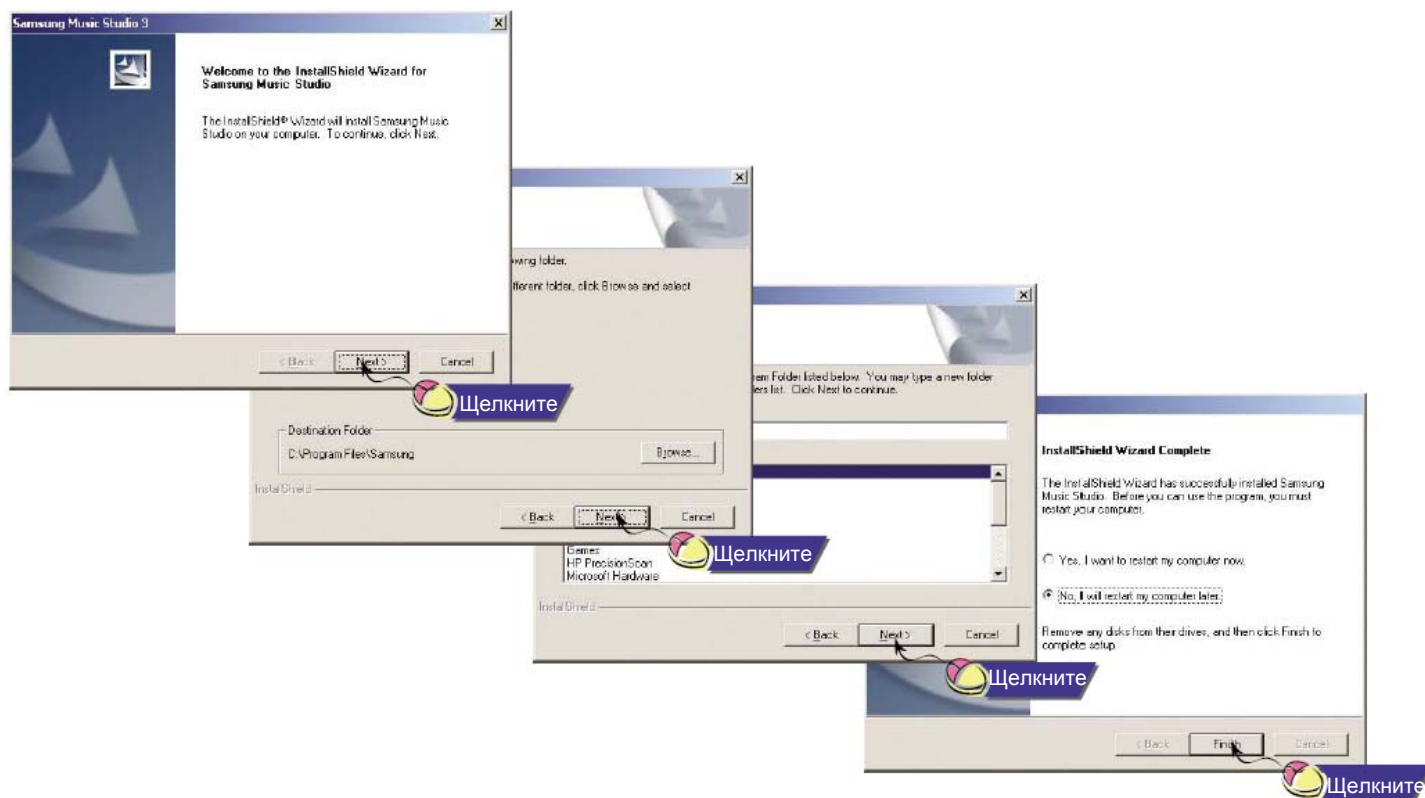 Samsung Music Studio 3
Welcome to the InstallShield Wizard for
Samsung Music Studio
The InstallShield® Wizard will install Samsung Music
Studio on your computer. To continue, click Next.
< Back
Next >
Cancel
Щелкните
wing folder.
fferent folder, click Browse and select
Destination Folder
C:\Program Files\Samsung
Browse...
InstallShield
< Back
Next >
Cancel
Щелкните
am Folder listed below. You may type a new folder
ers list. Click Next to continue.
Games
HP PrecisionScan
Microsoft Hardware
InstallShield
< Back
Next >
Cancel
Щелкните
InstallShield Wizard Complete
The InstallShield Wizard has successfully installed Samsung
Music Studio. Before you can use the program, you must
restart your computer.
Yes, I want to restart my computer now.
No, I will restart my computer later.
Remove any disks from their drives, and then click Finish to
complete setup.
< Back
Finish
Cancel
Щелкните